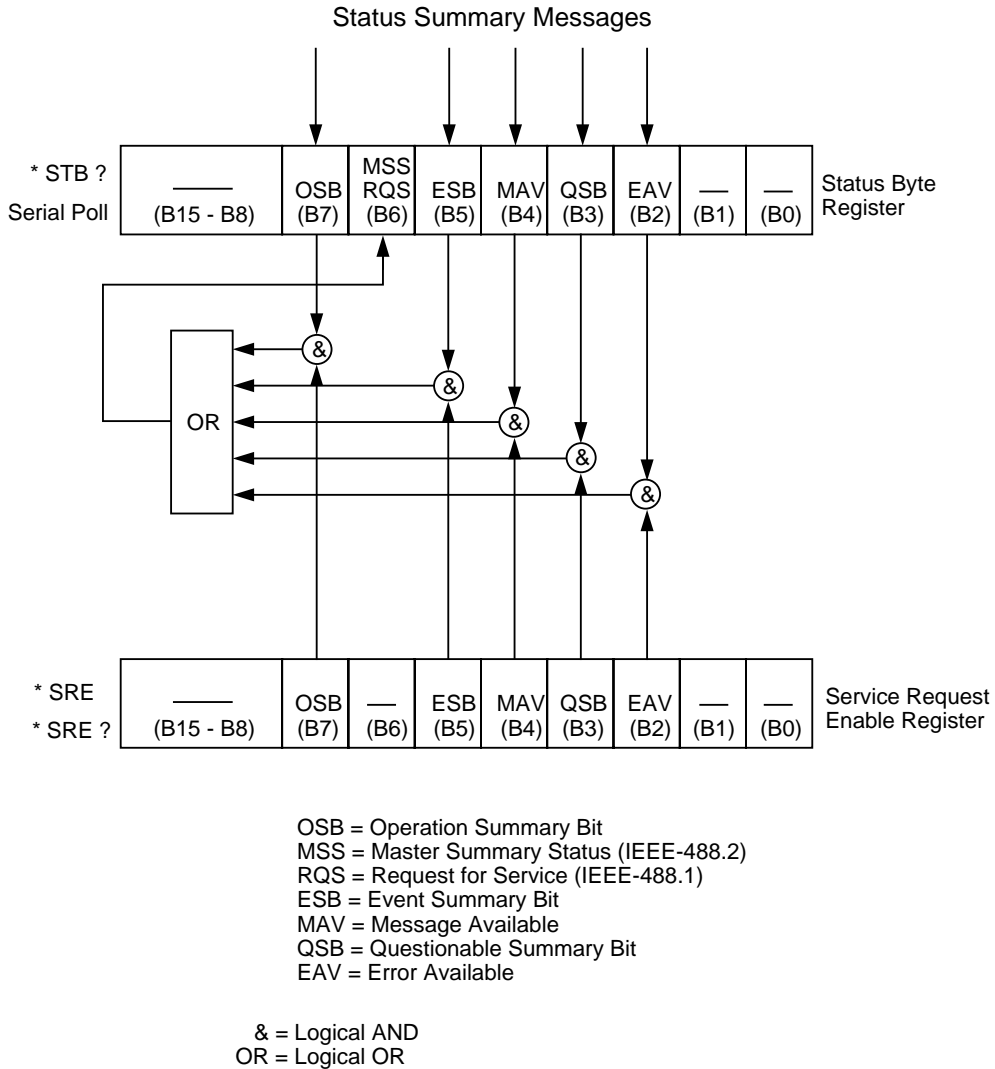 Status Summary Messages
* STB ?
Serial Poll
(B15 - B8)
OSB
(B7)
MSS
RQS
(B6)
ESB
(B5)
MAV
(B4)
QSB
(B3)
EAV
(B2)
(B1)
(B0)
Status Byte
Register
&
&
&
&
&
OR
* SRE
* SRE ?
(B15 - B8)
OSB
(B7)
(B6)
ESB
(B5)
MAV
(B4)
QSB
(B3)
EAV
(B2)
(B1)
(B0)
Service Request
Enable Register
OSB = Operation Summary Bit
MSS = Master Summary Status (IEEE-488.2)
RQS = Request for Service (IEEE-488.1)
ESB = Event Summary Bit
MAV = Message Available
QSB = Questionable Summary Bit
EAV = Error Available
& = Logical AND
OR = Logical OR